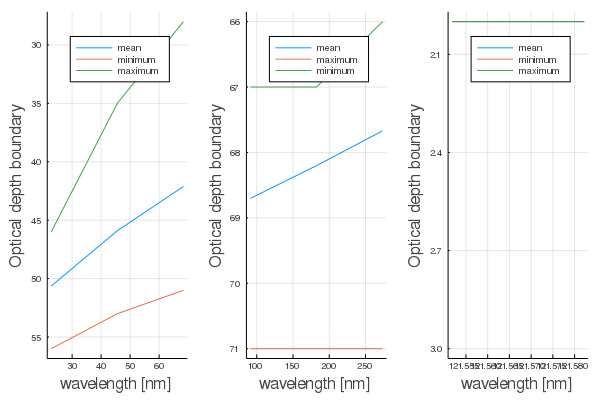 30
35
40
45
50
55
Optical depth boundary
mean
minimum
maximum
30 40 50 60
wavelength [nm]
66
67
68
69
70
71
Optical depth boundary
mean
maximum
minimum
100 150 200 250
wavelength [nm]
2.1
2.4
2.7
3.0
Optical depth boundary
mean
minimum
maximum
wavelength [nm]